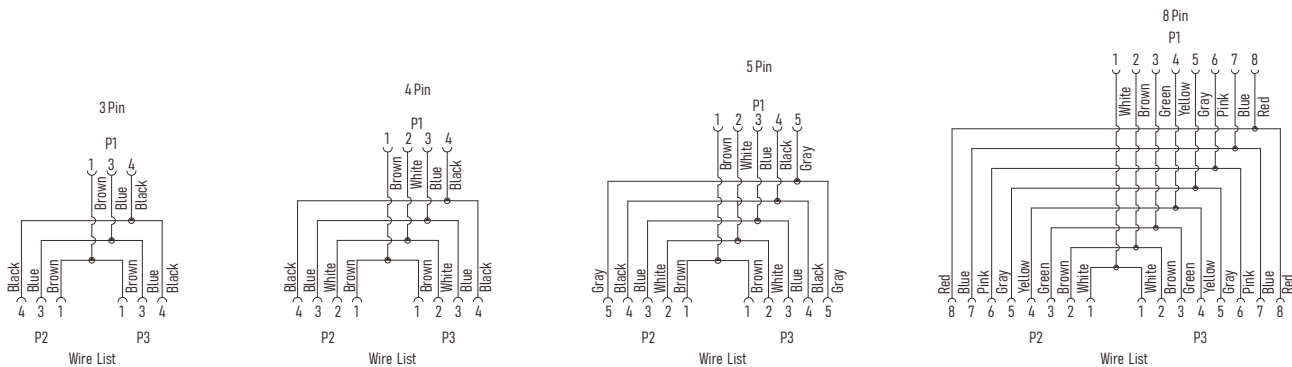 3 Pin
P1
1 3 4
Brown Blue Black
Black Blue Brown Brown Blue Black
4 3 1 1 3 4
P2 P3
Wire List
4 Pin
P1
1 2 3 4
Brown White Blue Black
Black Blue White Brown Brown White Blue Black
4 3 2 1 1 2 3 4
P2 P3
Wire List
5 Pin
P1
1 2 3 4 5
Brown White Blue Black Gray
Gray Black Blue White Brown Brown White Blue Black Gray
5 4 3 2 1 1 2 3 4 5
P2 P3
Wire List
8 Pin
P1
1 2 3 4 5 6 7 8
White Brown Green Yellow Gray Pink Blue Red
Red Blue Pink Gray Yellow Green Brown White White Brown Green Yellow Gray Pink Blue Red
8 7 6 5 4 3 2 1 1 2 3 4 5 6 7 8
P2 P3
Wire List